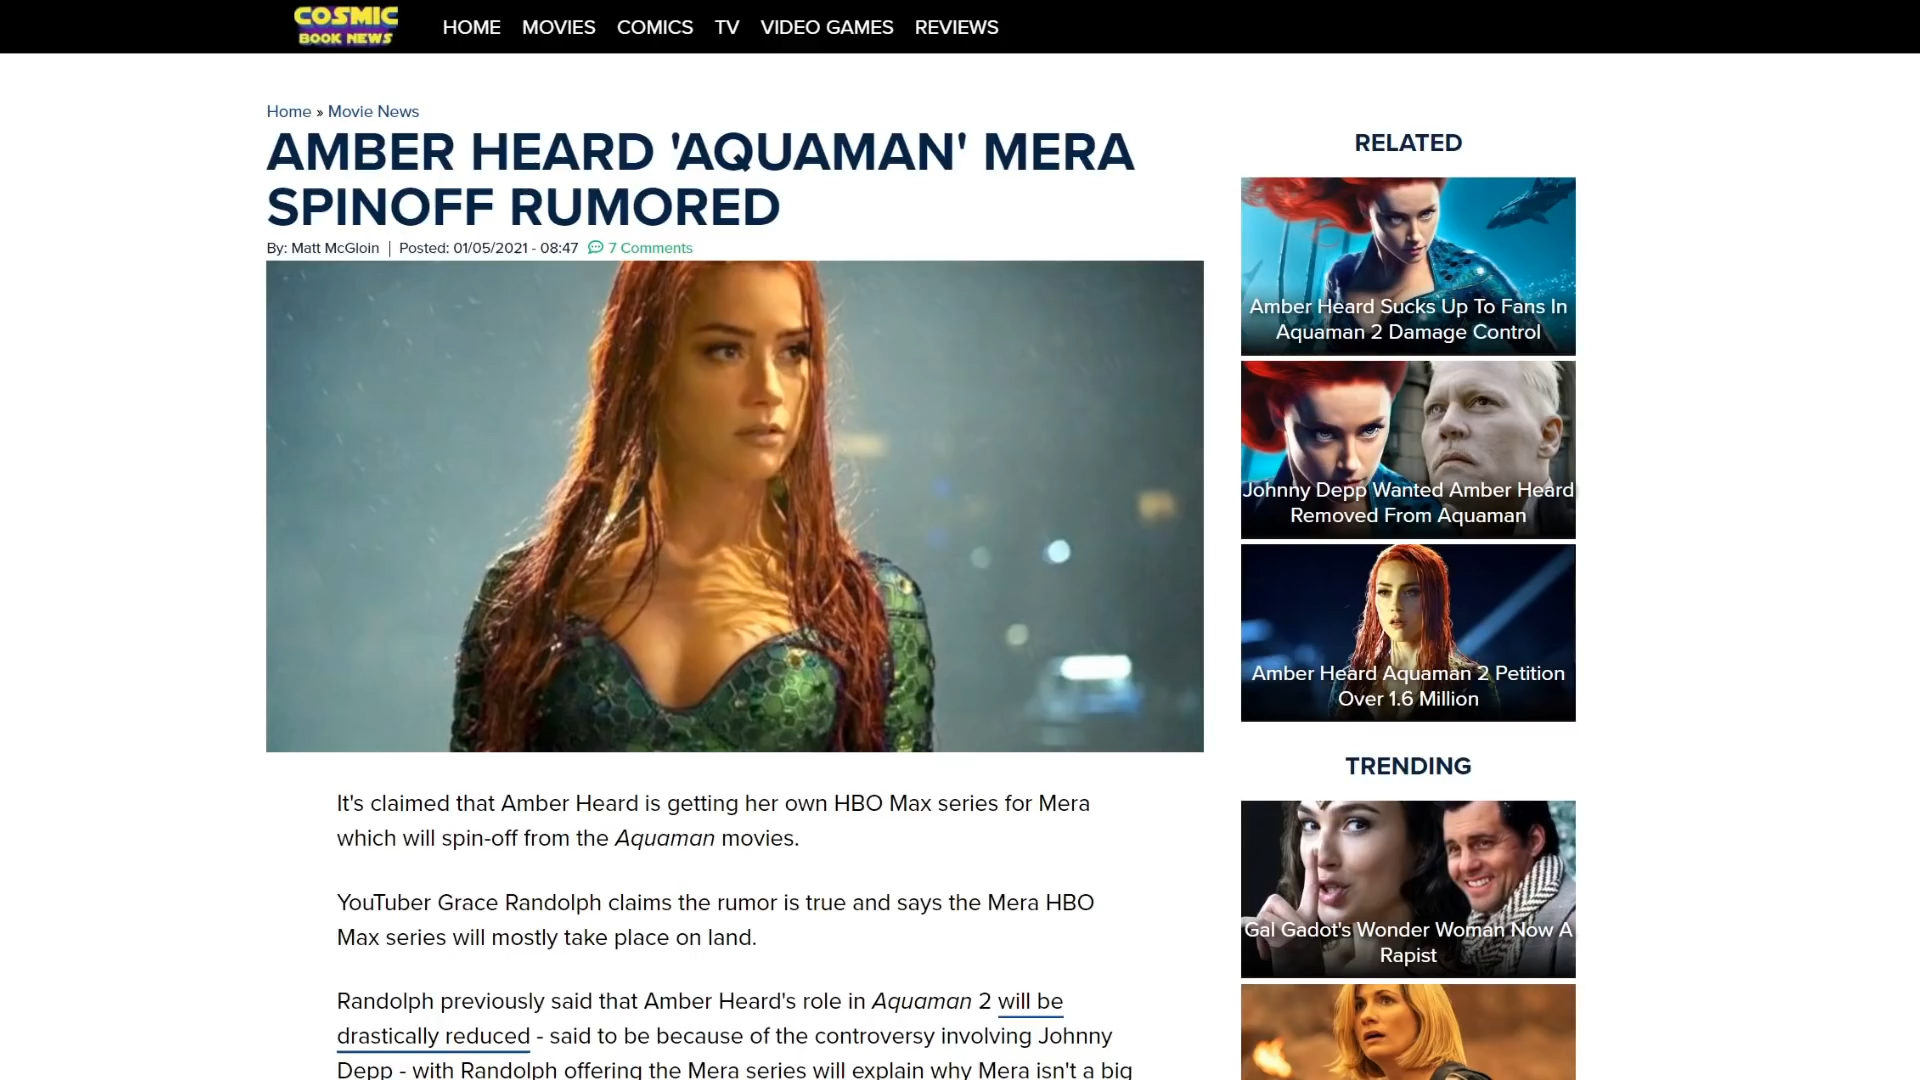 COSMIC
BOOK NEWS
HOME MOVIES COMICS TV VIDEO GAMES REVIEWS
Home » Movie News
AMBER HEARD 'AQUAMAN' MERA
SPINOFF RUMORED
By: Matt McGloin | Posted: 01/05/2021 - 08:47 7 Comments
It's claimed that Amber Heard is getting her own HBO Max series for Mera
which will spin-off from the Aquaman movies.
YouTuber Grace Randolph claims the rumor is true and says the Mera HBO
Max series will mostly take place on land.
Randolph previously said that Amber Heard's role in Aquaman 2 will be
drastically reduced - said to be because of the controversy involving Johnny
Depp - with Randolph offering the Mera series will explain why Mera isn't a big
RELATED
Amber Heard Sucks Up To Fans In
Aquaman 2 Damage Control
Johnny Depp Wanted Amber Heard
Removed From Aquaman
Amber Heard Aquaman 2 Petition
Over 1.6 Million
TRENDING
Gal Gadot's Wonder Woman Now A
Rapist